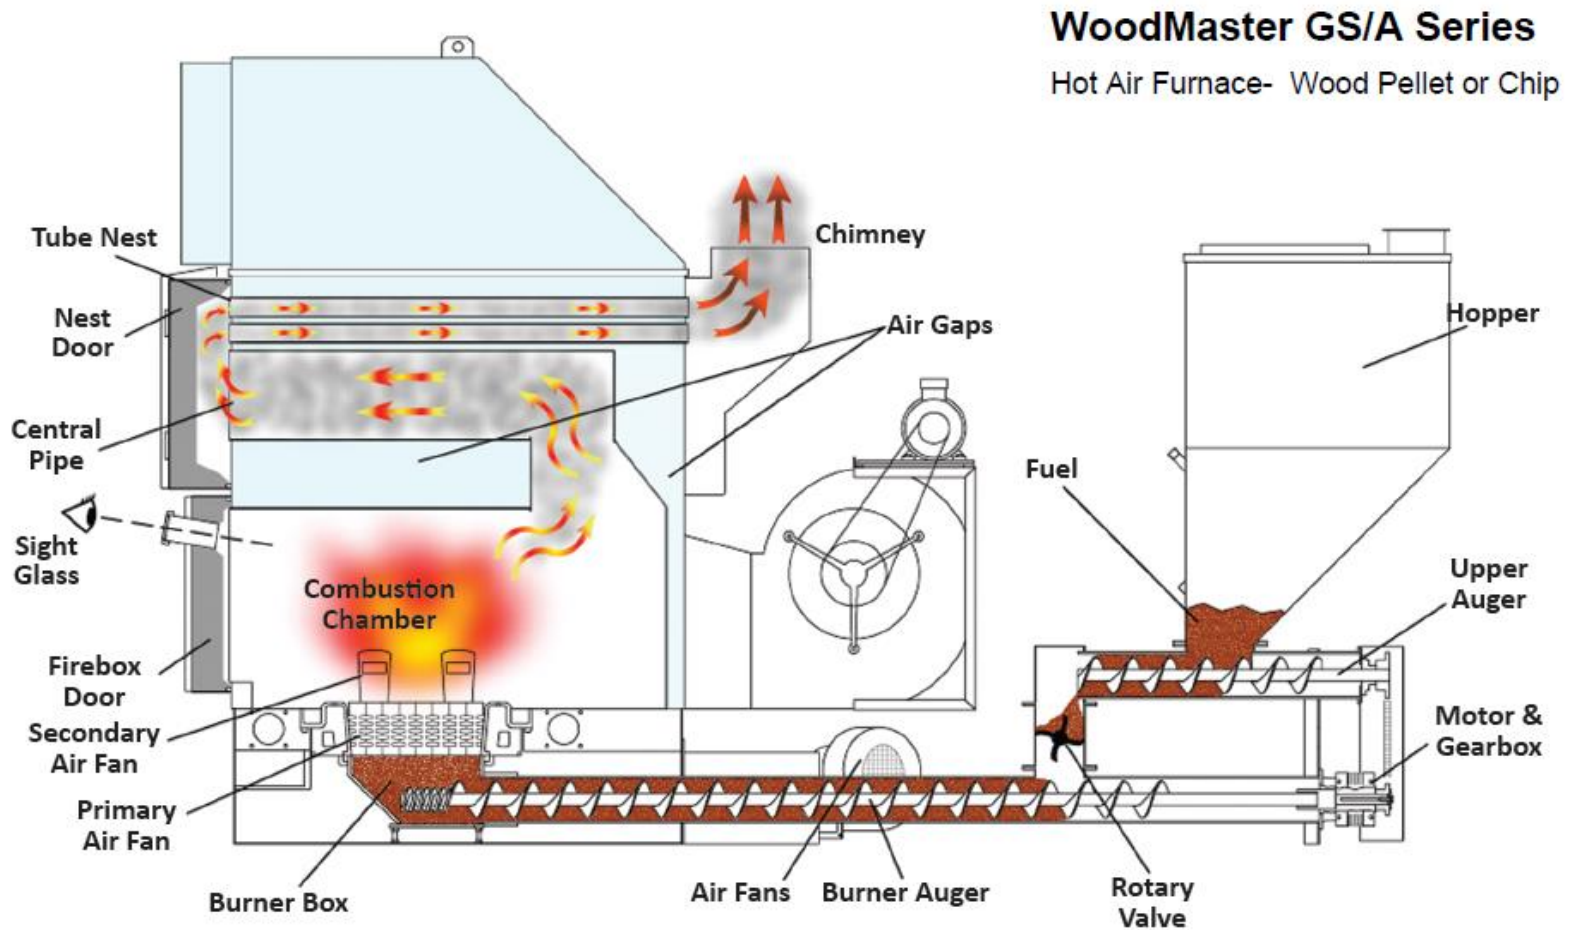 WoodMaster GS/A Series
Hot Air Furnace- Wood Pellet or Chip
Tube Nest
Chimney
Nest
Door
Air Gaps
Hopper
Central
Pipe
Fuel
Sight
Glass
Combustion
Chamber
Upper
Auger
Firebox
Door
Secondary
Air Fan
Motor &
Gearbox
Primary
Air Fan
Burner Box
Air Fans
Burner Auger
Rotary
Valve